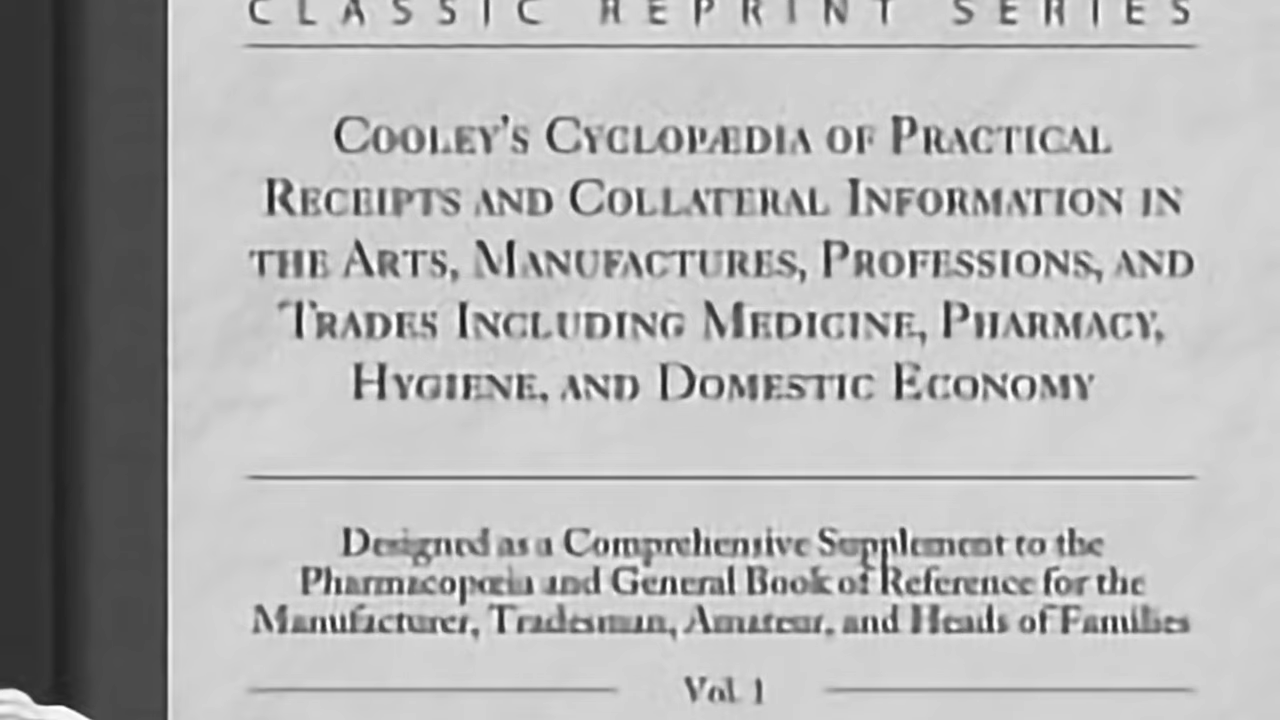 CLASSIC REPRINT SERIES
COOLEY'S CYCLOPÆDIA OF PRACTICAL
RECEIPTS AND COLLATERAL INFORMATION IN
THE ARTS, MANUFACTURES, PROFESSIONS, AND
TRADES INCLUDING MEDICINE, PHARMACY,
HYGIENE, AND DOMESTIC ECONOMY
Designed as a Comprehensive Supplement to the
Pharmacopœia and General Book of Reference for the
Manufacturer, Tradesman, Amateur, and Heads of Families
Vol. 1